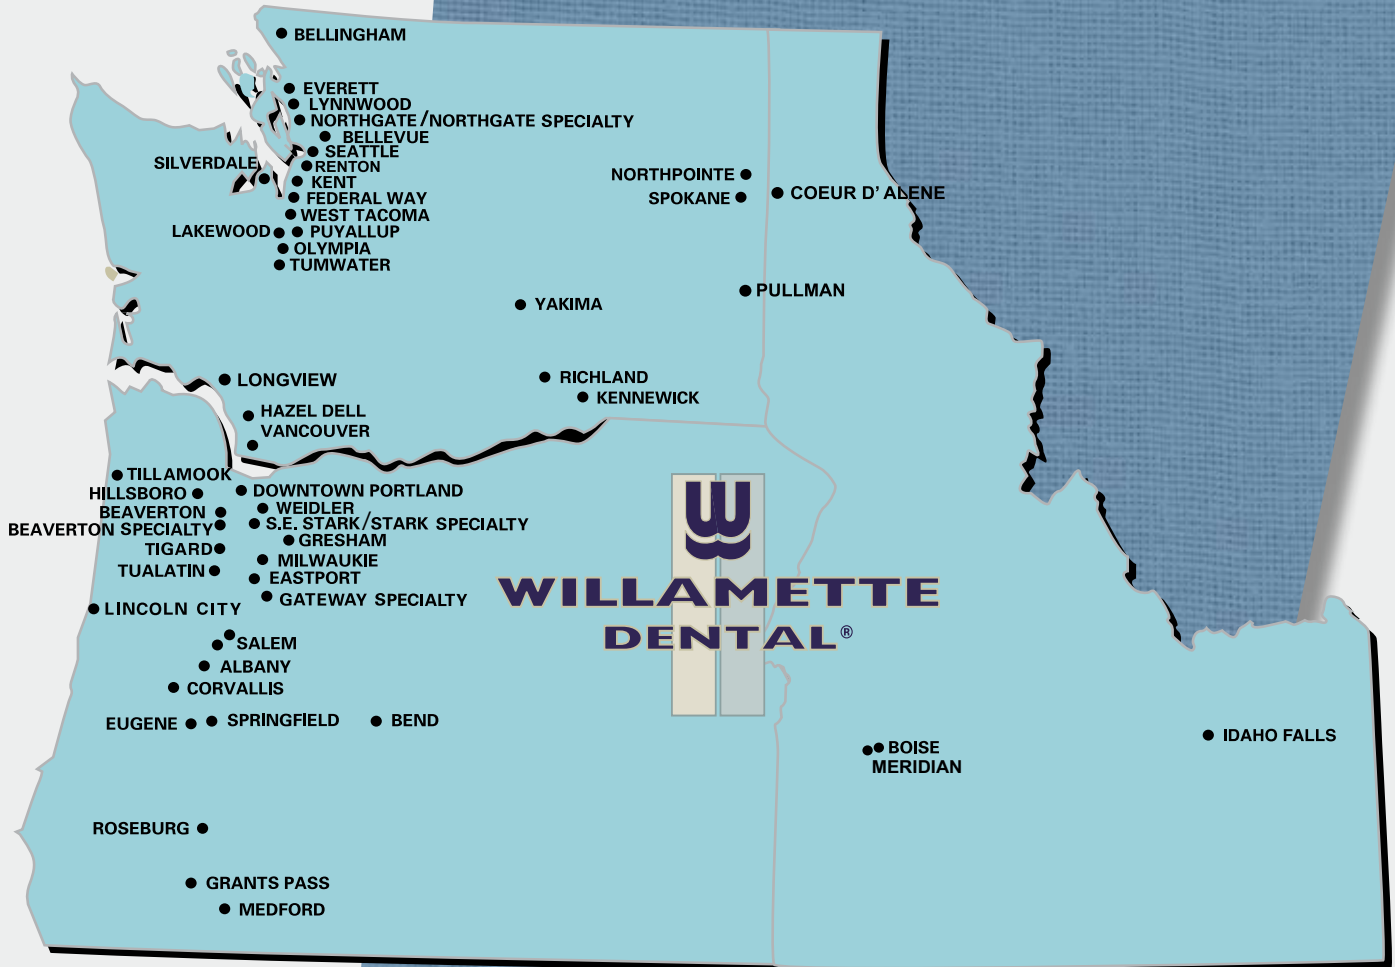 BELLINGHAM
EVERETT
LYNNWOOD
NORTHGATE/NORTHGATE SPECIALTY
BELLEVUE
SEATTLE
SILVERDALE
RENTON
KENT
FEDERAL WAY
WEST TACOMA
LAKEWOOD
PUYALLUP
OLYMPIA
TUMWATER
NORTHPOINTE
SPOKANE
COEUR D' ALENE
PULLMAN
YAKIMA
RICHLAND
KENNEWICK
LONGVIEW
HAZEL DELL
VANCOUVER
TILLAMOOK
HILLSBORO
BEAVERTON
BEAVERTON SPECIALTY
TIGARD
TUALATIN
DOWNTOWN PORTLAND
WEIDLER
S.E. STARK/STARK SPECIALTY
GRESHAM
MILWAUKIE
EASTPORT
GATEWAY SPECIALTY
LINCOLN CITY
SALEM
ALBANY
CORVALLIS
EUGENE
SPRINGFIELD
BEND
ROSEBURG
GRANTS PASS
MEDFORD
WILLAMETTE
DENTAL®
BOISE
MERIDIAN
IDAHO FALLS